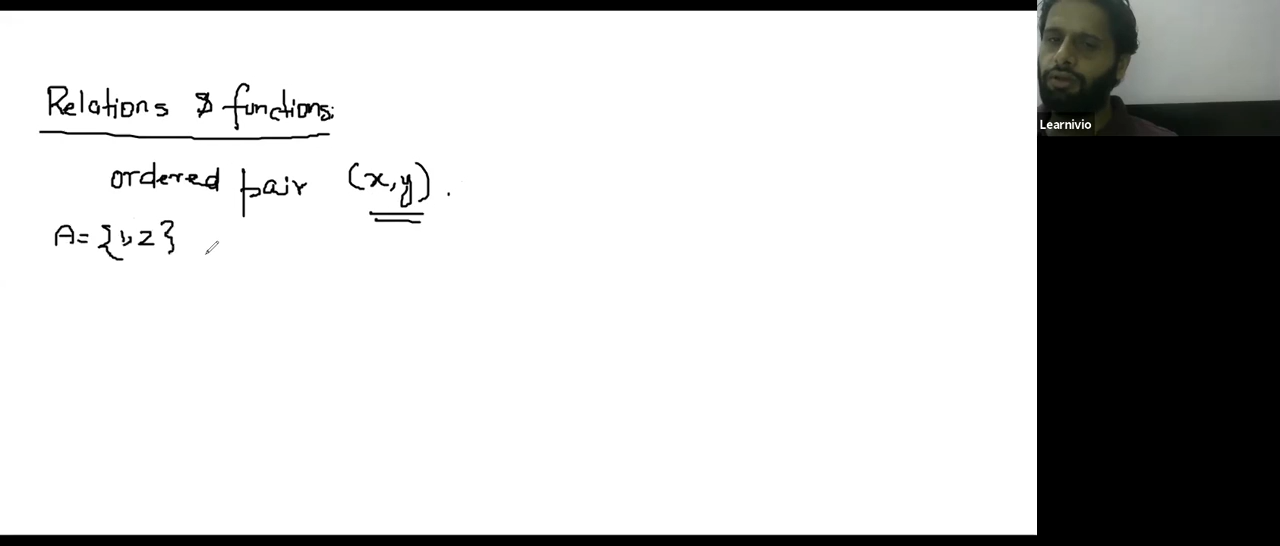 Relations & functions:
ordered pair (x,y).
A={1,2}
Learnivio